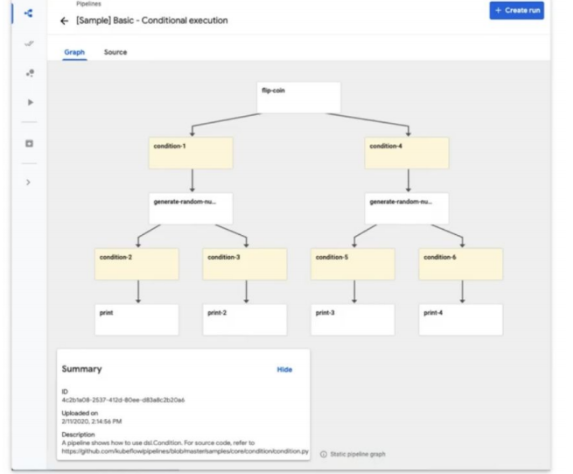 Pipelines
[Sample] Basic - Conditional execution
+ Create run
Graph
Source
flip-coin
condition-1
condition-4
generate-random-nu...
generate-random-nu...
condition-2
condition-3
condition-5
condition-6
print
print-2
print-3
print-4
Summary
Hide
ID
4c2b1a08-2537-412d-80ee-d83a8c2b20a6
Uploaded on
2/11/2020, 2:14:56 PM
Description
A pipeline shows how to use dsl.Condition. For source code, refer to
https://github.com/kubeflow/pipelines/blob/master/samples/core/condition/condition.py
Static pipeline graph